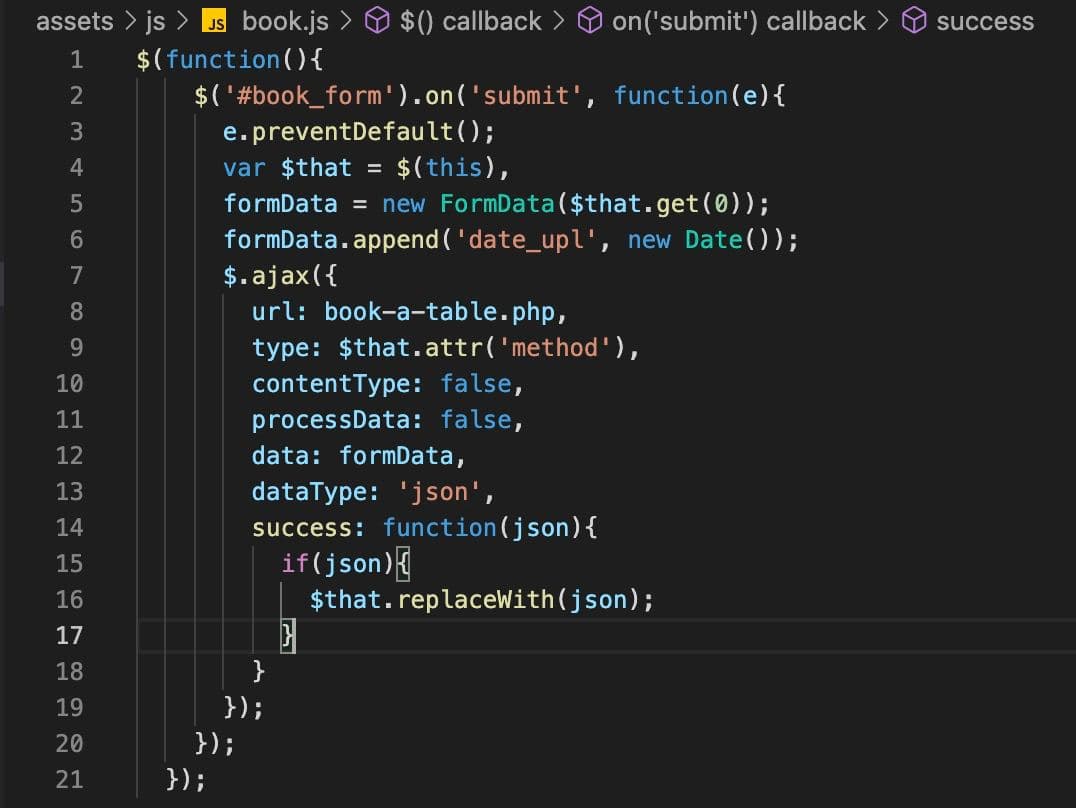 assets > js > JS book.js > $() callback > on('submit') callback > success
1 $(function(){
2 $('#book_form').on('submit', function(e){
3 e.preventDefault();
4 var $that = $(this),
5 formData = new FormData($that.get(0));
6 formData.append('date_upl', new Date());
7 $.ajax({
8 url: book-a-table.php,
9 type: $that.attr('method'),
10 contentType: false,
11 processData: false,
12 data: formData,
13 dataType: 'json',
14 success: function(json){
15 if(json){
16 $that.replaceWith(json);
17 }
18 }
19 });
20 });
21 });